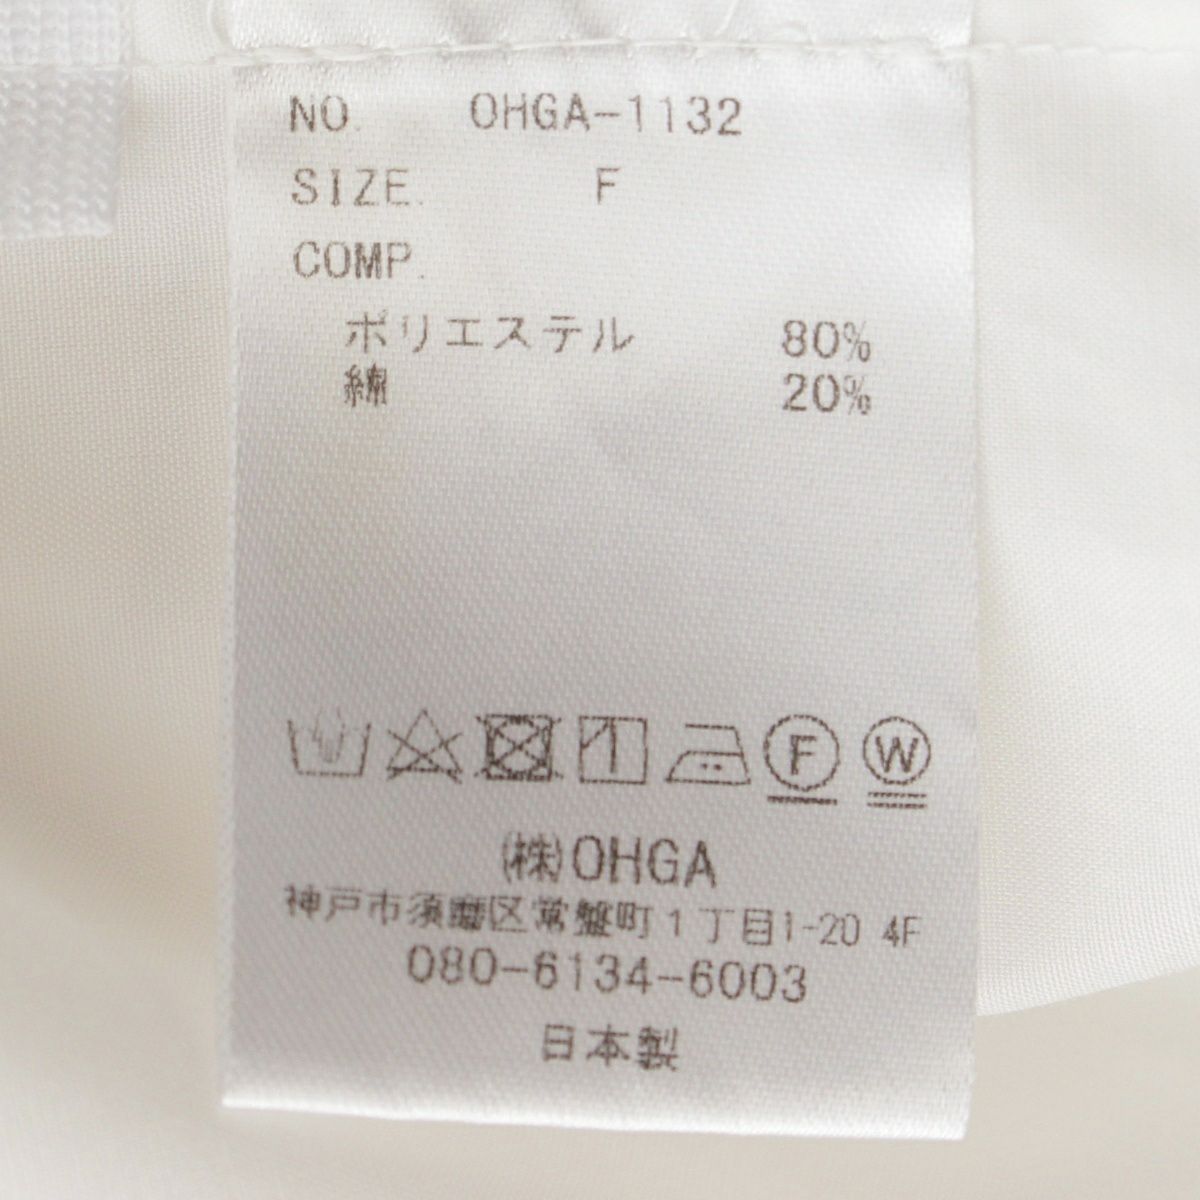 NO. OHGA-1132
SIZE. F
COMP.
ポリエステル 80%
綿 20%
F W
(株)OHGA
神戸市須磨区常盤町1丁目1-20 4F
080-6134-6003
日本製